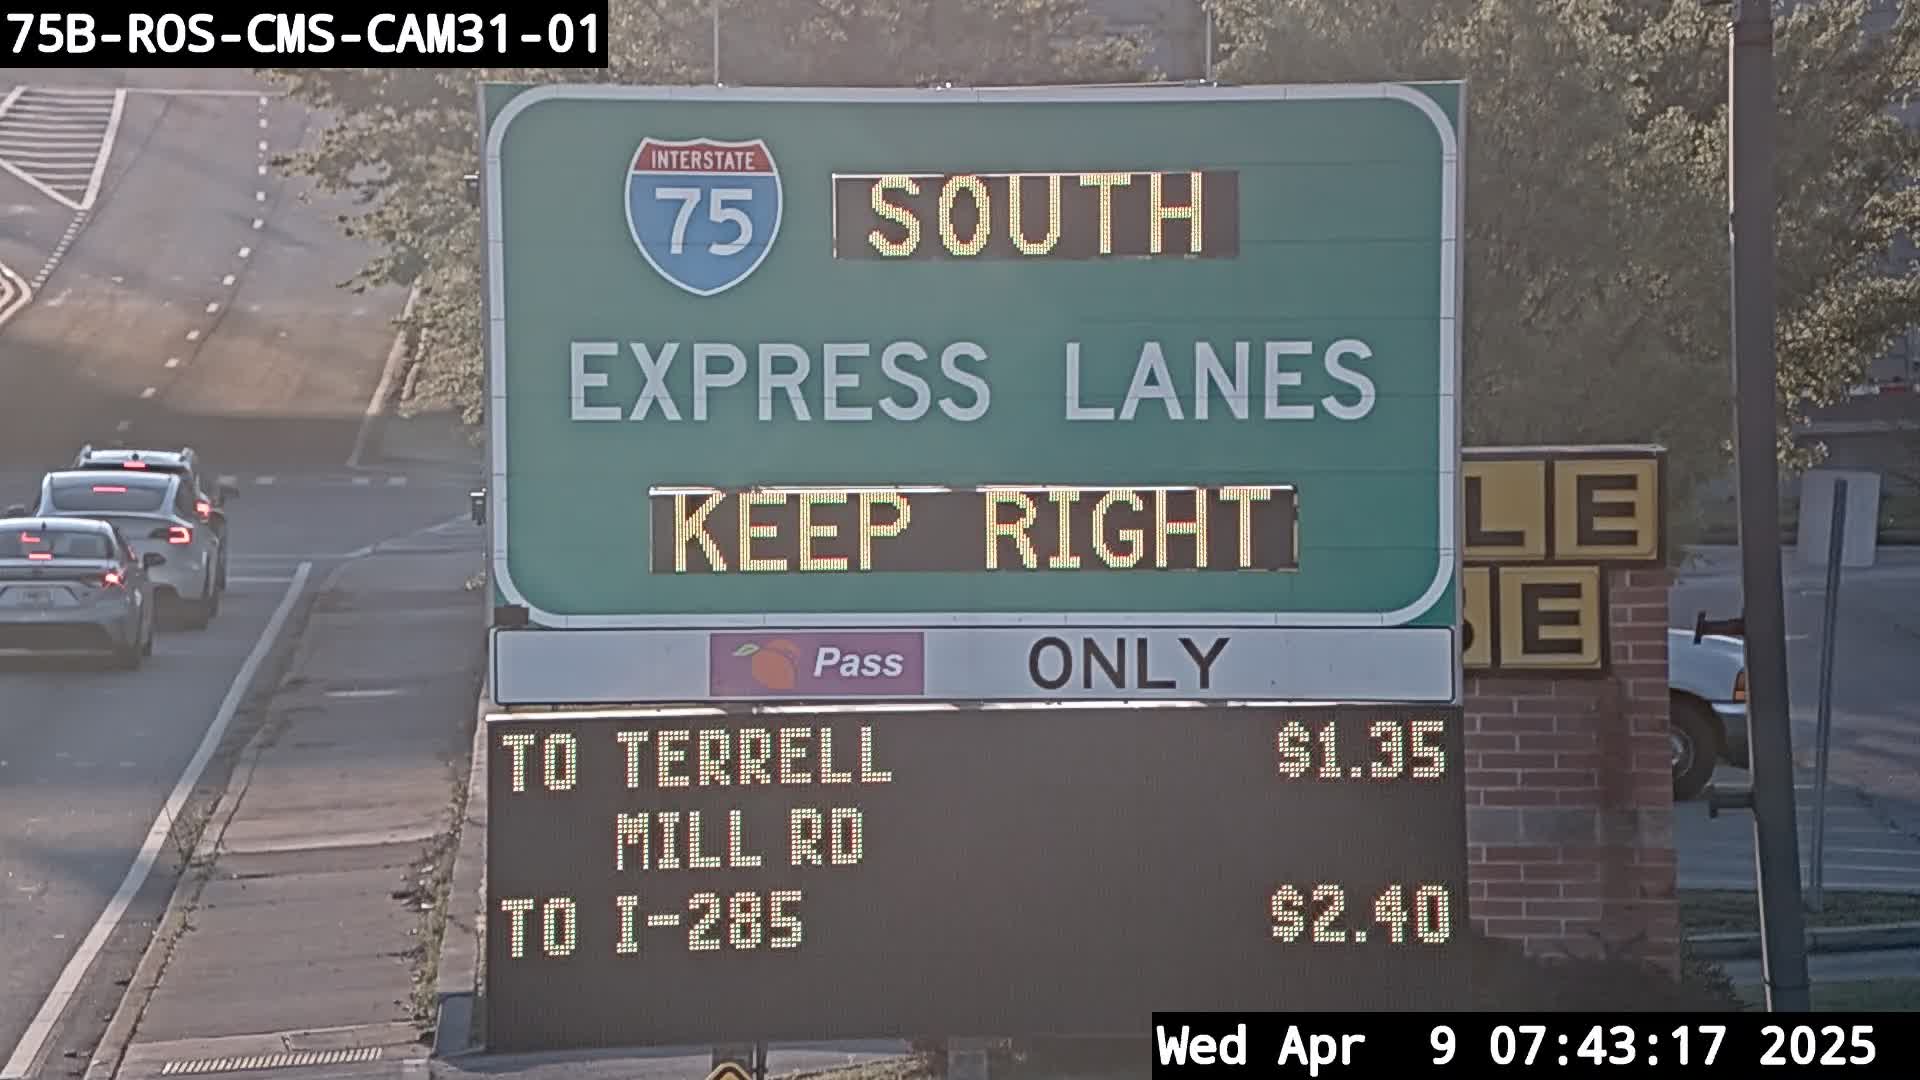 75B-ROS-CMS-CAM31-01
INTERSTATE
75
SOUTH
EXPRESS LANES
KEEP RIGHT
Pass ONLY
TO TERRELL $1.35
MILL RD
TO I-285 $2.40
LE
E
Wed Apr 9 07:43:17 2025